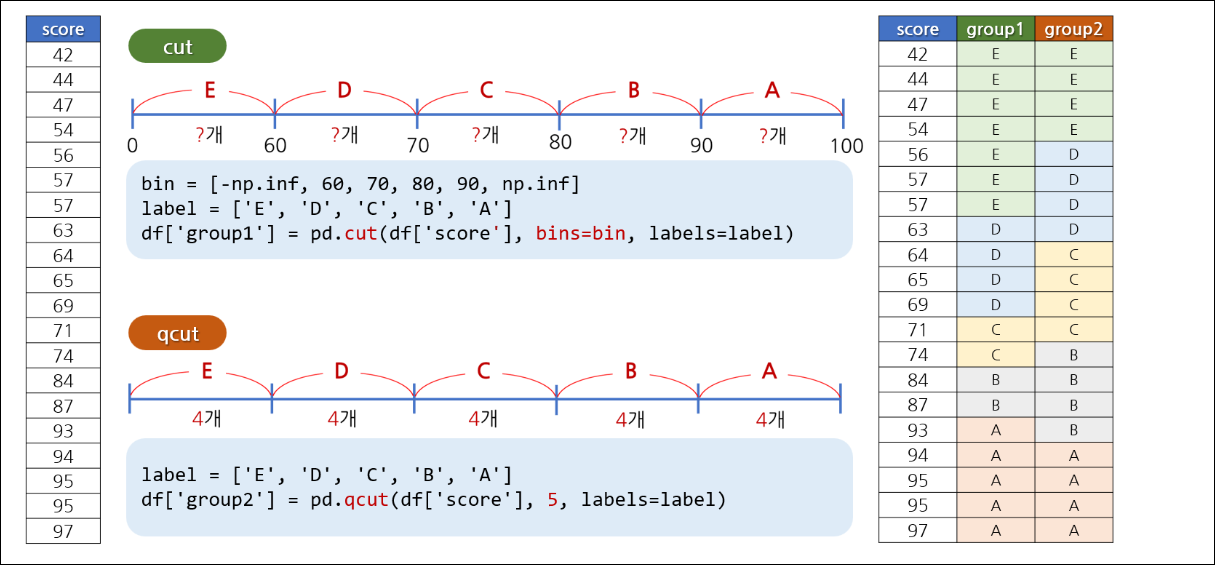 score
42
44
47
54
56
57
57
63
64
65
69
71
74
84
87
93
94
95
95
97
cut
E D C B A
?개 ?개 ?개 ?개 ?개
0 60 70 80 90 100
bin = [-np.inf, 60, 70, 80, 90, np.inf]
label = ['E', 'D', 'C', 'B', 'A']
df['group1'] = pd.cut(df['score'], bins=bin, labels=label)
qcut
E D C B A
4개 4개 4개 4개 4개
label = ['E', 'D', 'C', 'B', 'A']
df['group2'] = pd.qcut(df['score'], 5, labels=label)
score group1 group2
42 E E
44 E E
47 E E
54 E E
56 E D
57 E D
57 E D
63 D D
64 D C
65 D C
69 D C
71 C C
74 C B
84 B B
87 B B
93 A B
94 A A
95 A A
95 A A
97 A A